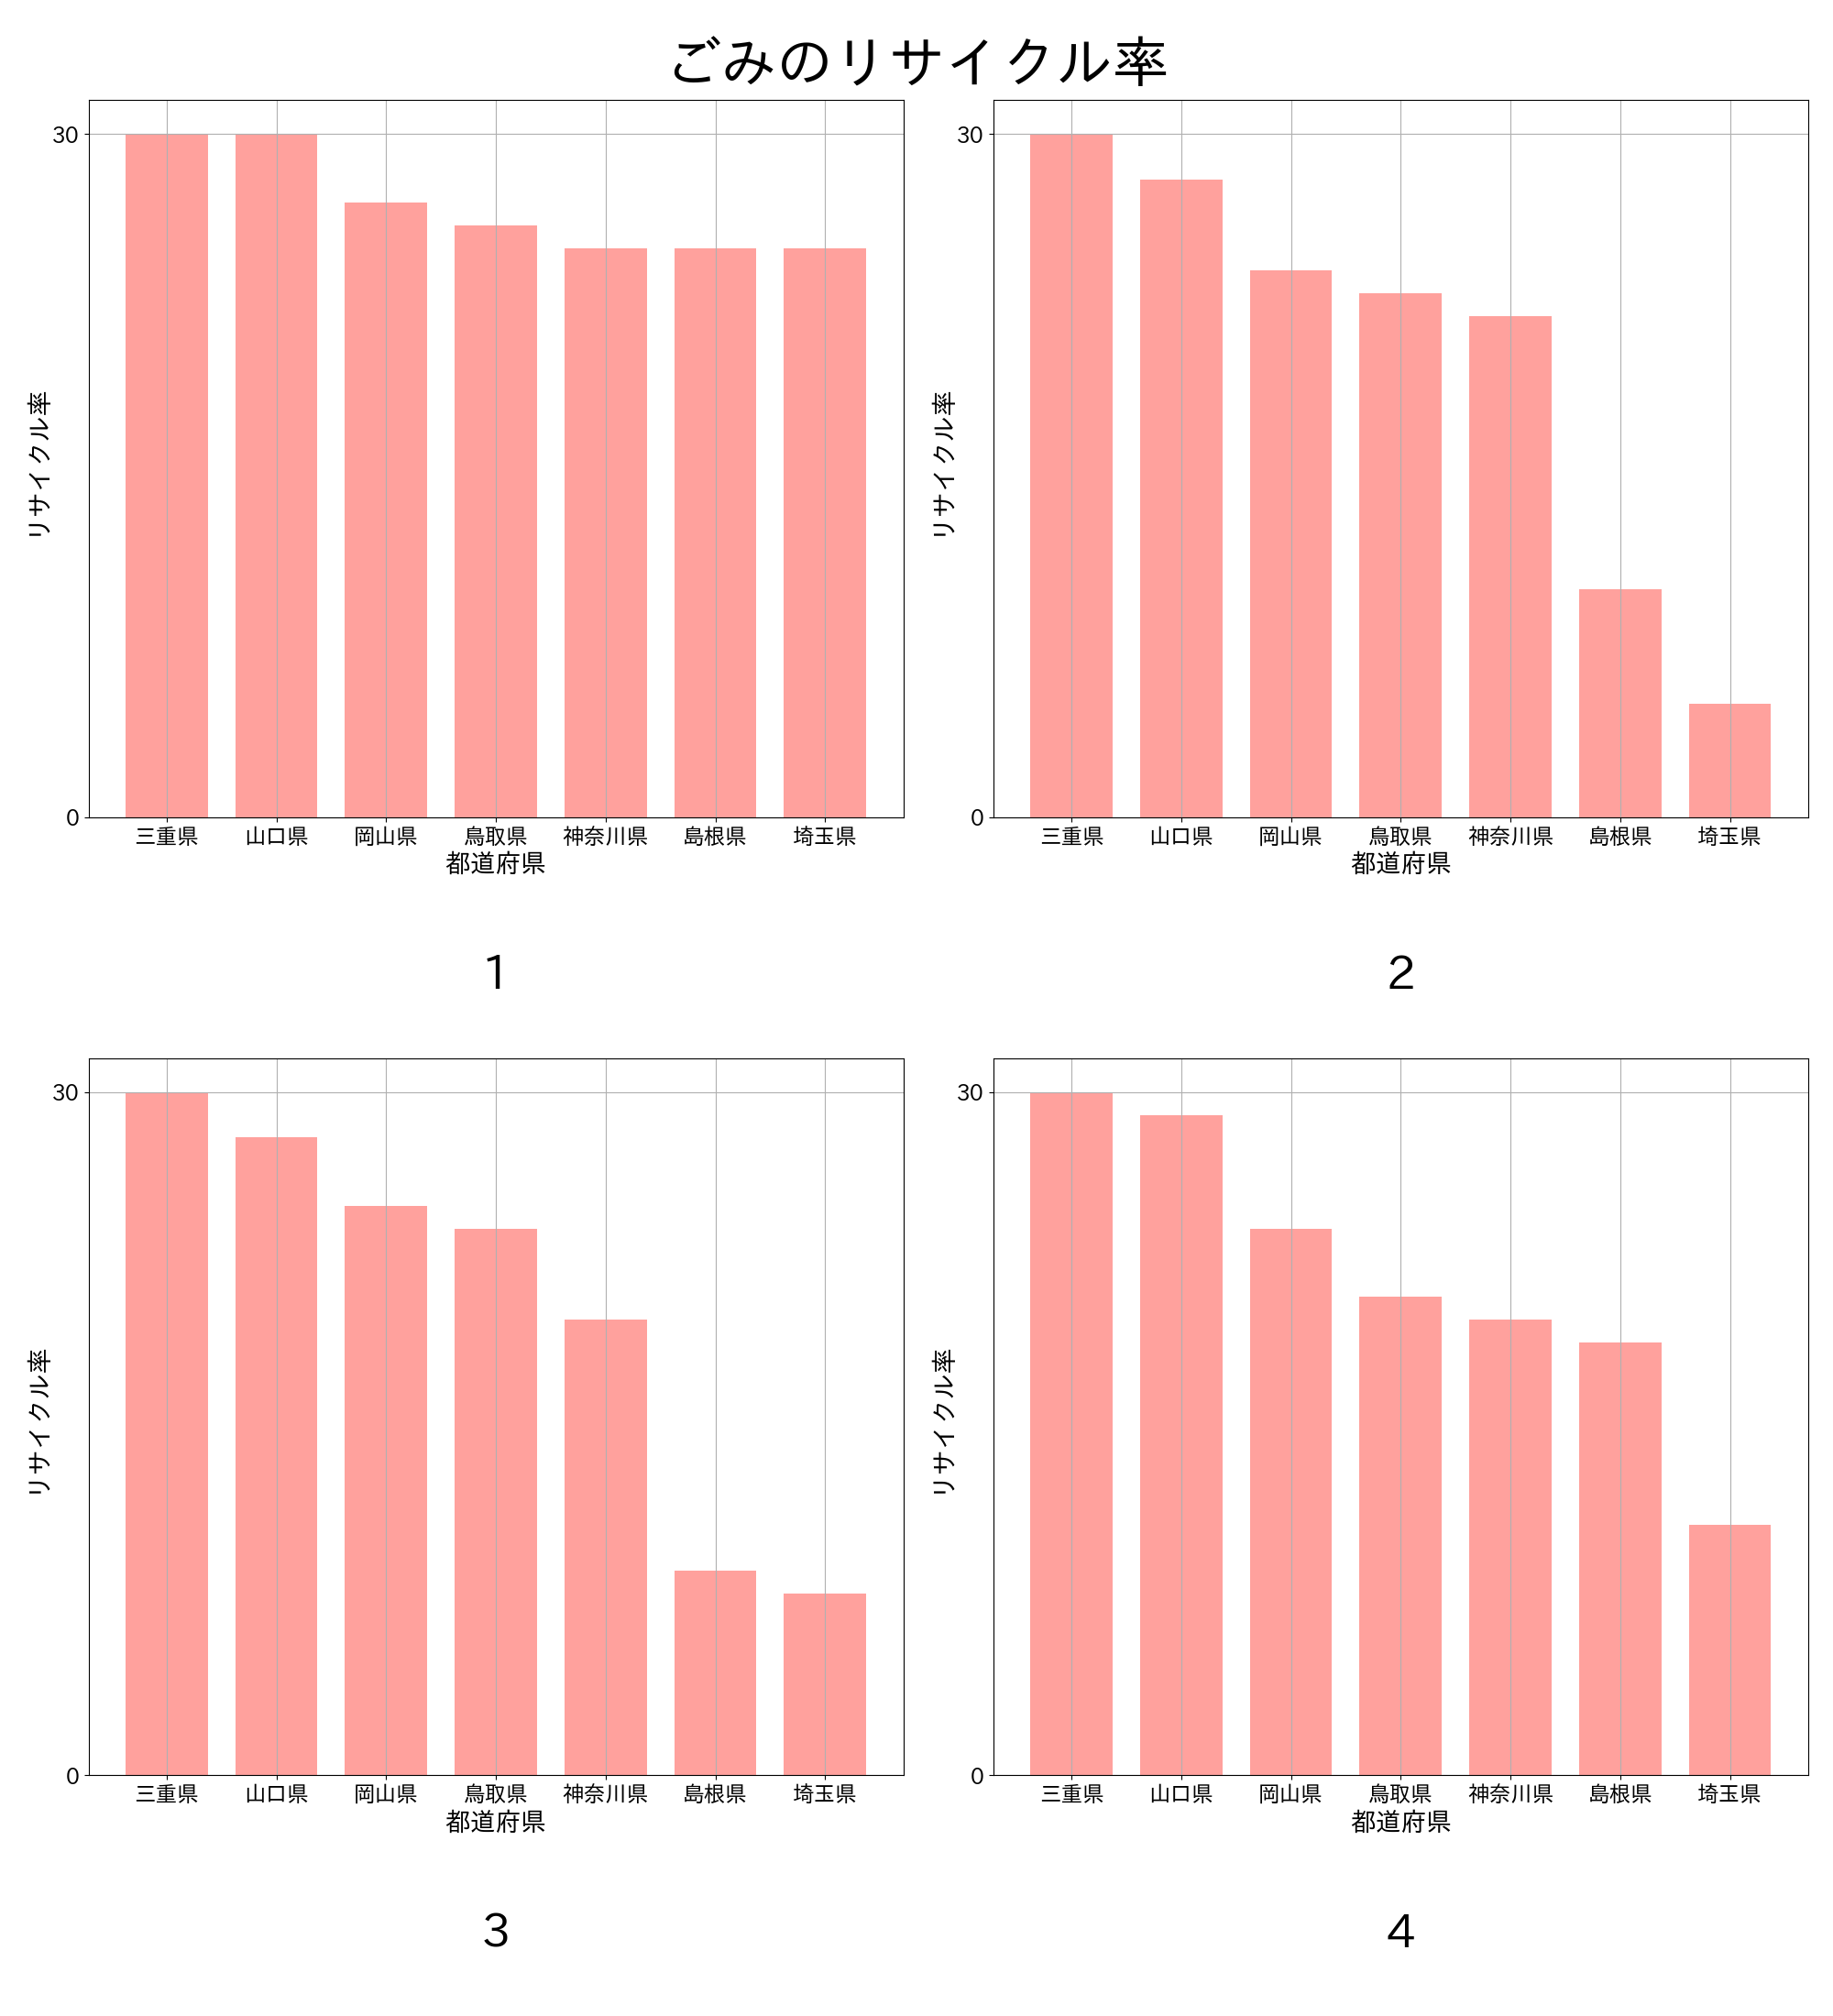 ごみのリサイクル率
30
0
リサイクル率
三重県 山口県 岡山県 鳥取県 神奈川県 島根県 埼玉県
都道府県
1
30
0
リサイクル率
三重県 山口県 岡山県 鳥取県 神奈川県 島根県 埼玉県
都道府県
2
30
0
リサイクル率
三重県 山口県 岡山県 鳥取県 神奈川県 島根県 埼玉県
都道府県
3
30
0
リサイクル率
三重県 山口県 岡山県 鳥取県 神奈川県 島根県 埼玉県
都道府県
4